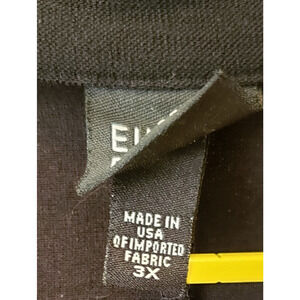 MADE IN
USA
OF IMPORTED
FABRIC
3X